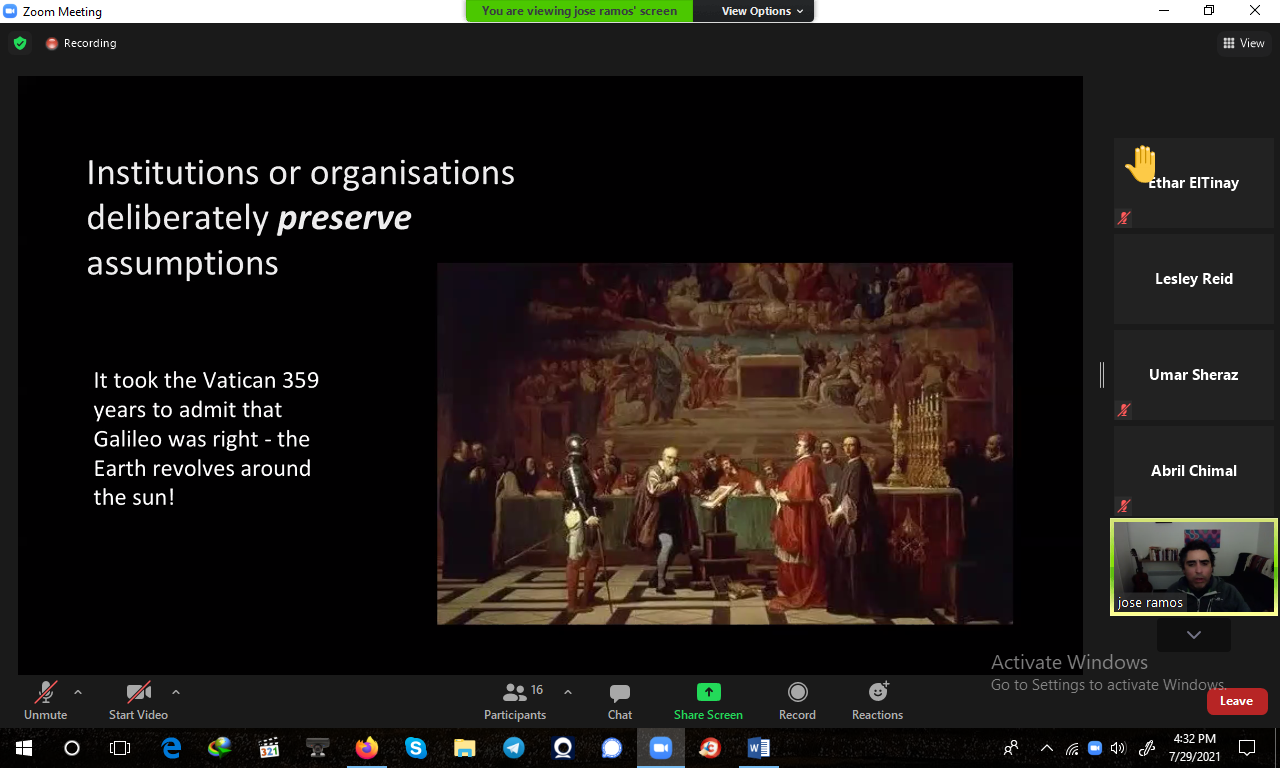 Zoom Meeting
You are viewing jose ramos' screen
View Options
Recording
View
Institutions or organisations
deliberately preserve
assumptions
It took the Vatican 359
years to admit that
Galileo was right - the
Earth revolves around
the sun!
Ethar ElTinay
Lesley Reid
Umar Sheraz
Abril Chimal
jose ramos
Activate Windows
Go to Settings to activate Windows.
Unmute
Start Video
16
Participants
Chat
Share Screen
Record
Reactions
Leave
321
4:32 PM
7/29/2021